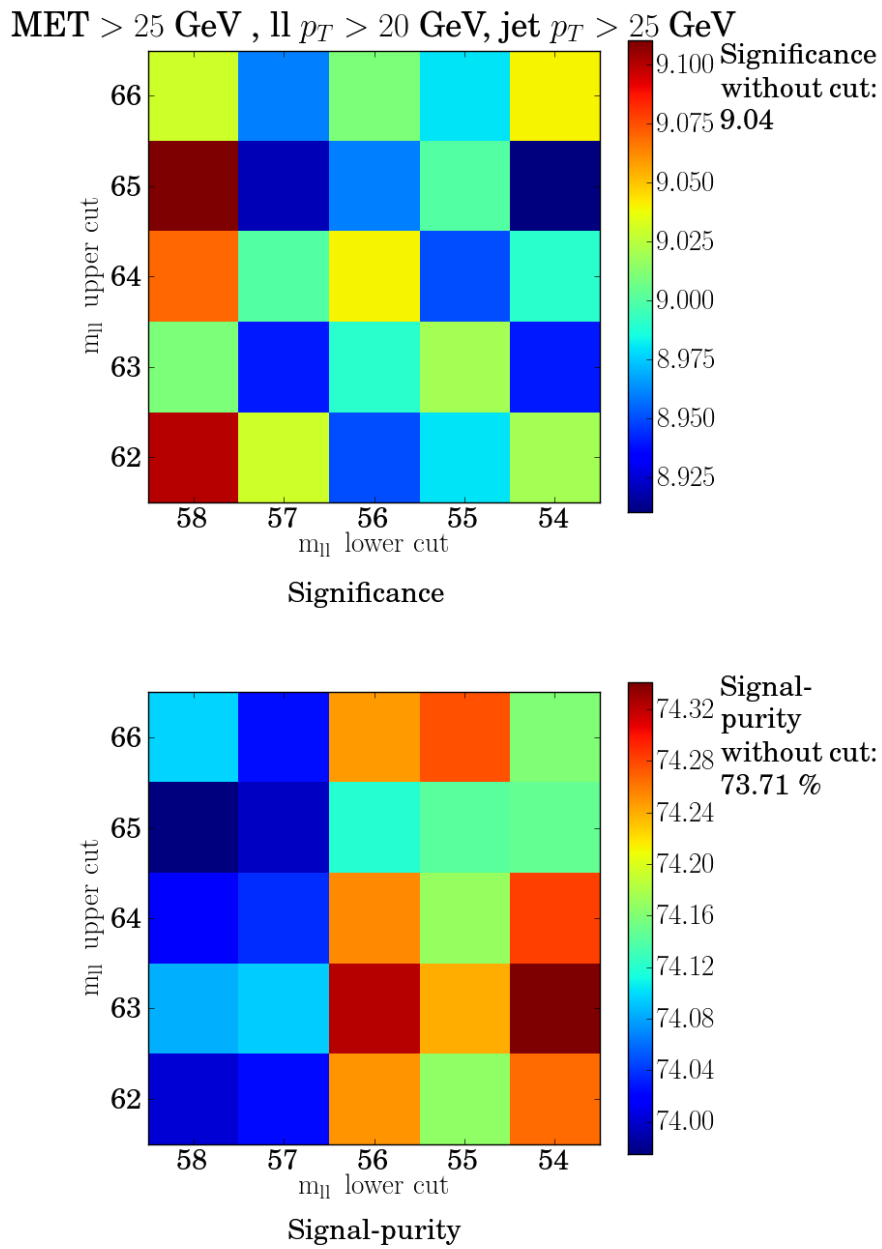 MET > 25 GeV , ll p_T > 20 GeV, jet p_T > 25 GeV
Significance
without cut:
9.04
66
65
64
63
62
m_ll upper cut
58 57 56 55 54
m_ll lower cut
9.100
9.075
9.050
9.025
9.000
8.975
8.950
8.925
Significance
Signal-
purity
without cut:
73.71 %
66
65
64
63
62
m_ll upper cut
58 57 56 55 54
m_ll lower cut
74.32
74.28
74.24
74.20
74.16
74.12
74.08
74.04
74.00
Signal-purity